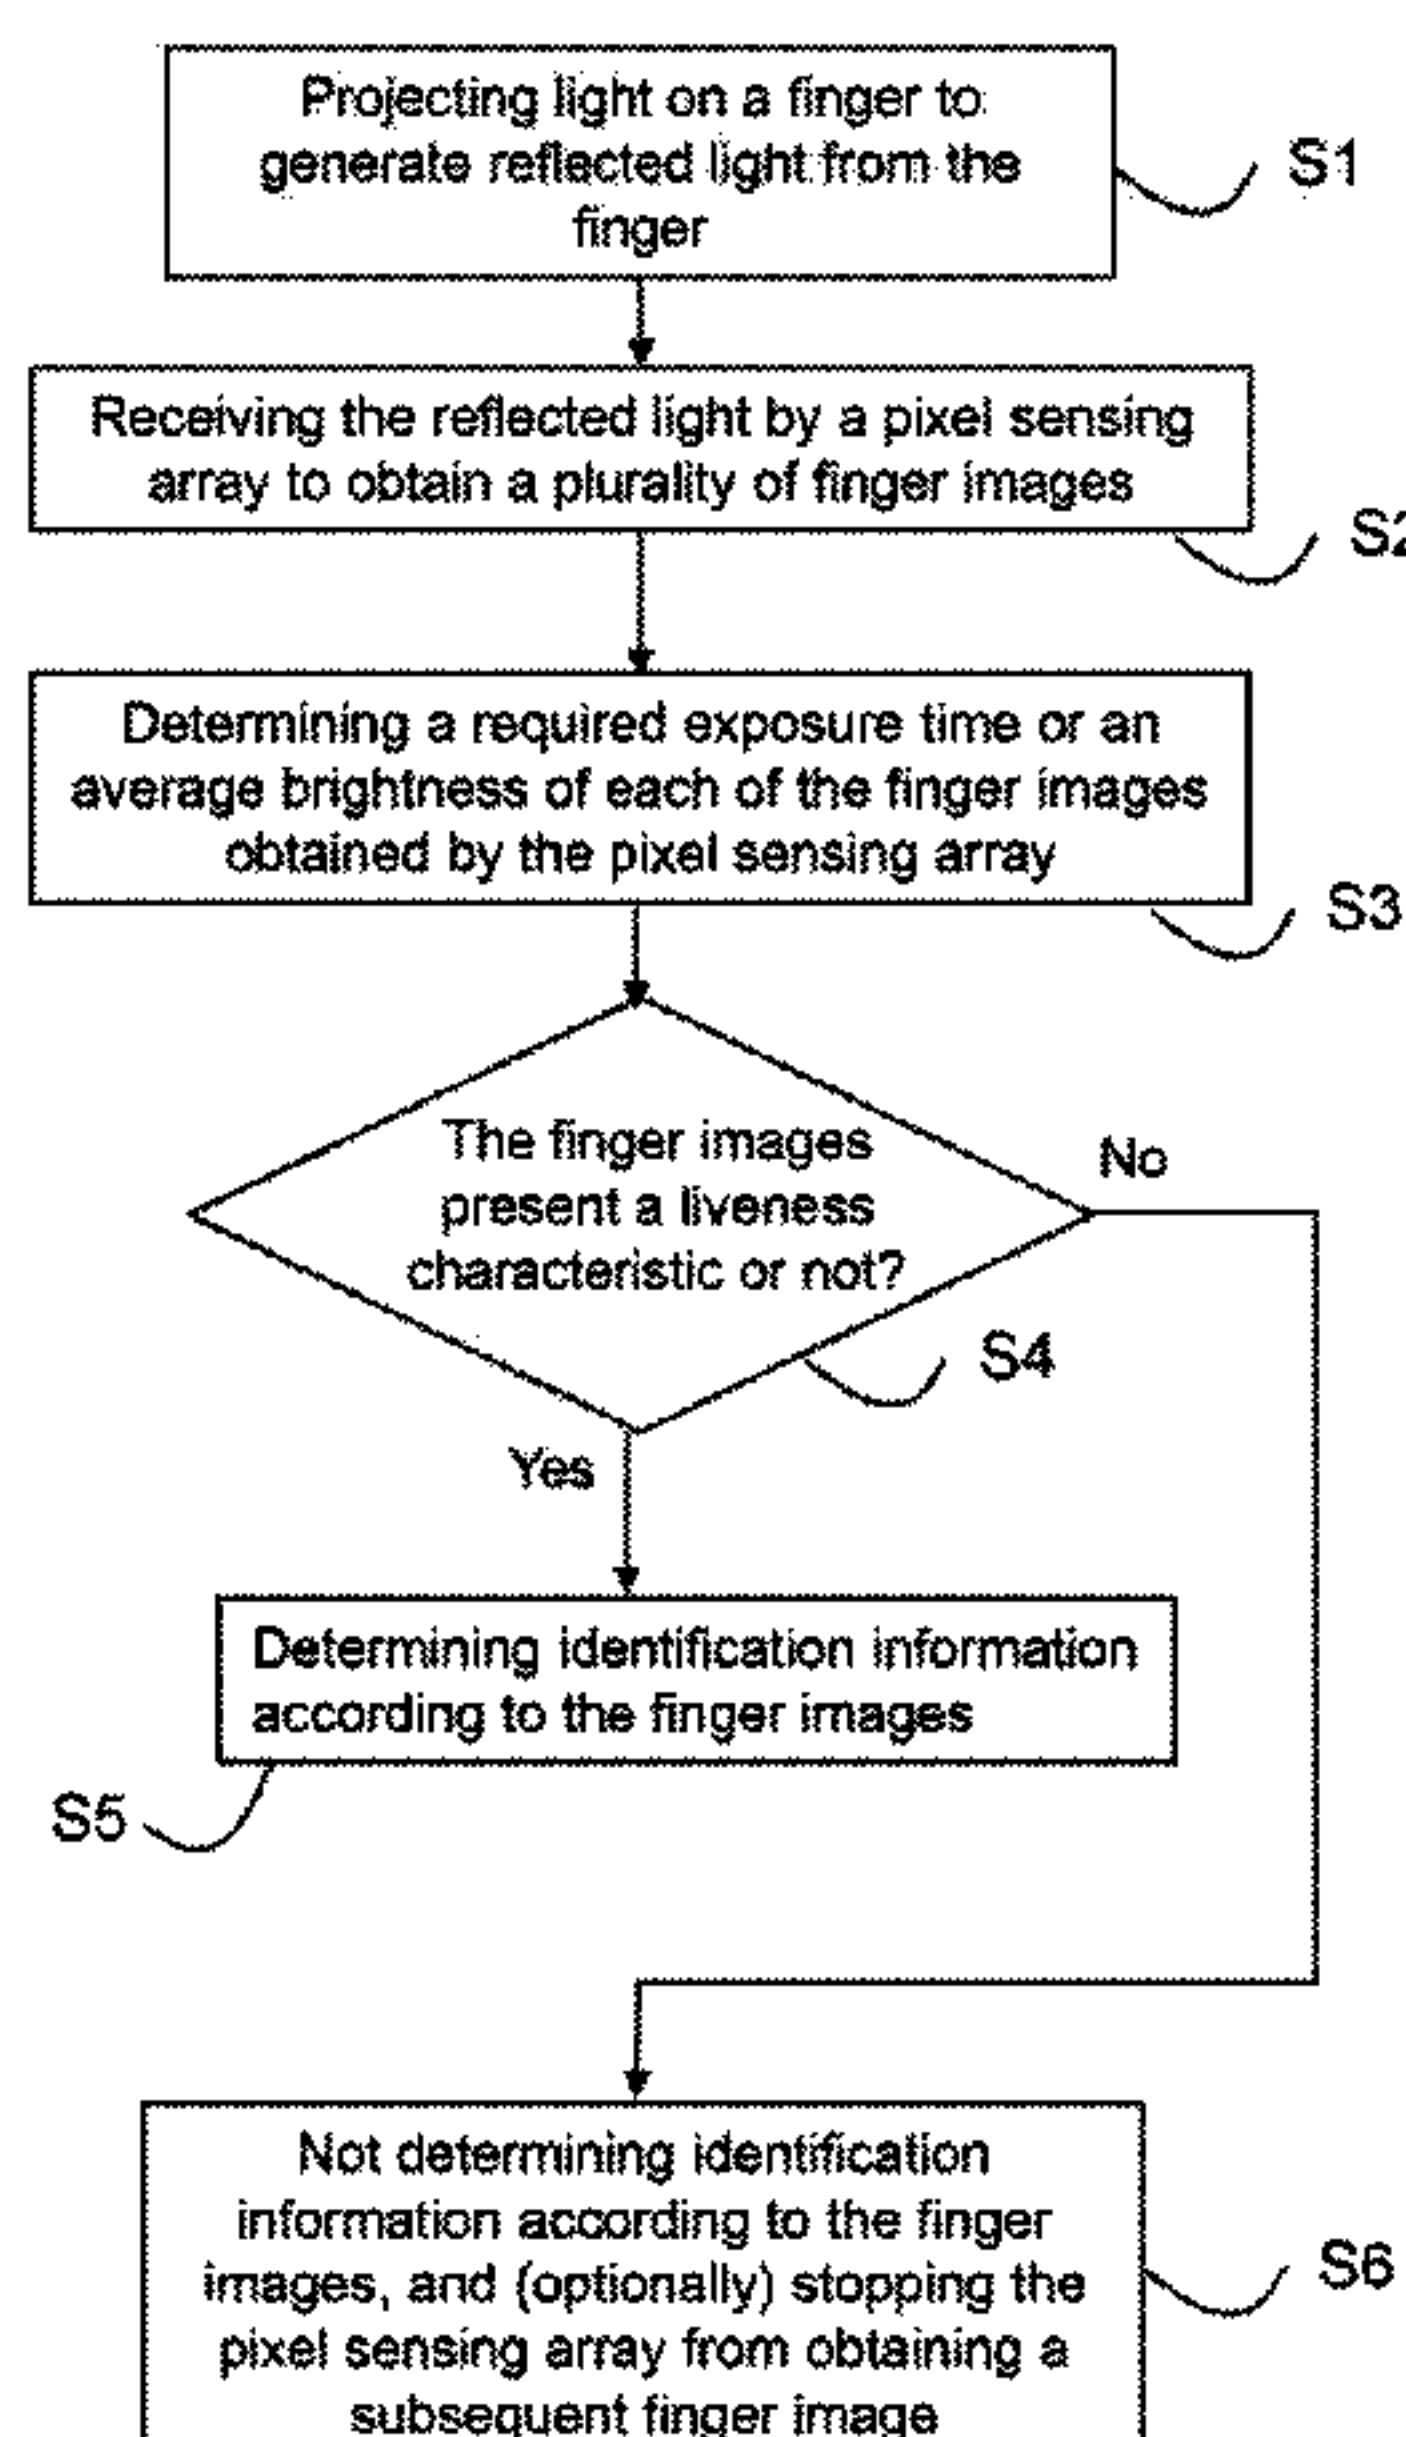 Projecting light on a finger to
generate reflected light from the
finger
S1
Receiving the reflected light by a pixel sensing
array to obtain a plurality of finger images
S2
Determining a required exposure time or an
average brightness of each of the finger images
obtained by the pixel sensing array
S3
The finger images
present a liveness
characteristic or not?
No
S4
Yes
Determining identification information
according to the finger images
S5
Not determining identification
information according to the finger
images, and (optionally) stopping the
pixel sensing array from obtaining a
subsequent finger image
S6